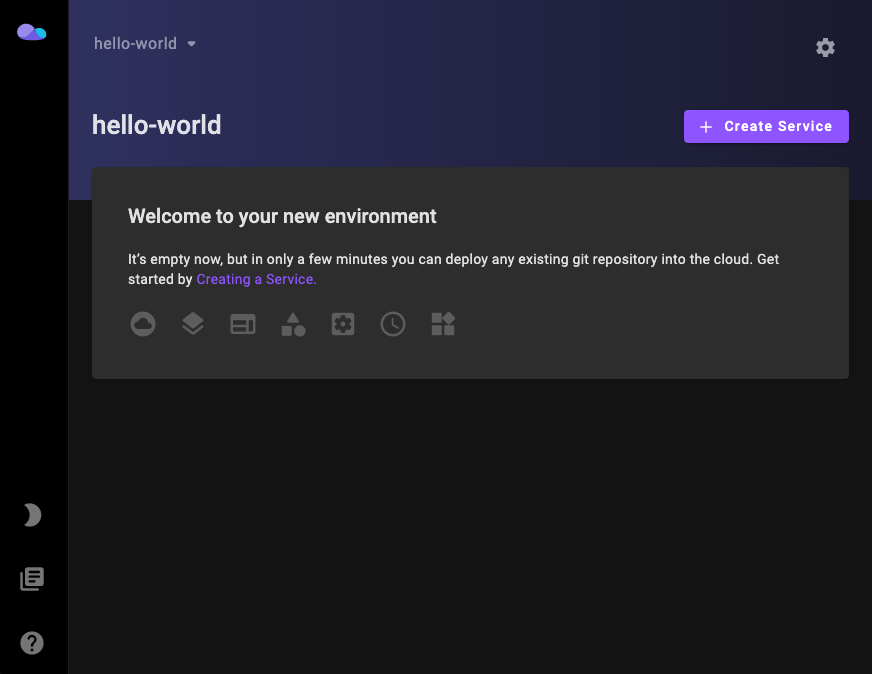 hello-world
hello-world
Create Service
Welcome to your new environment
It's empty now, but in only a few minutes you can deploy any existing git repository into the cloud. Get
started by Creating a Service.